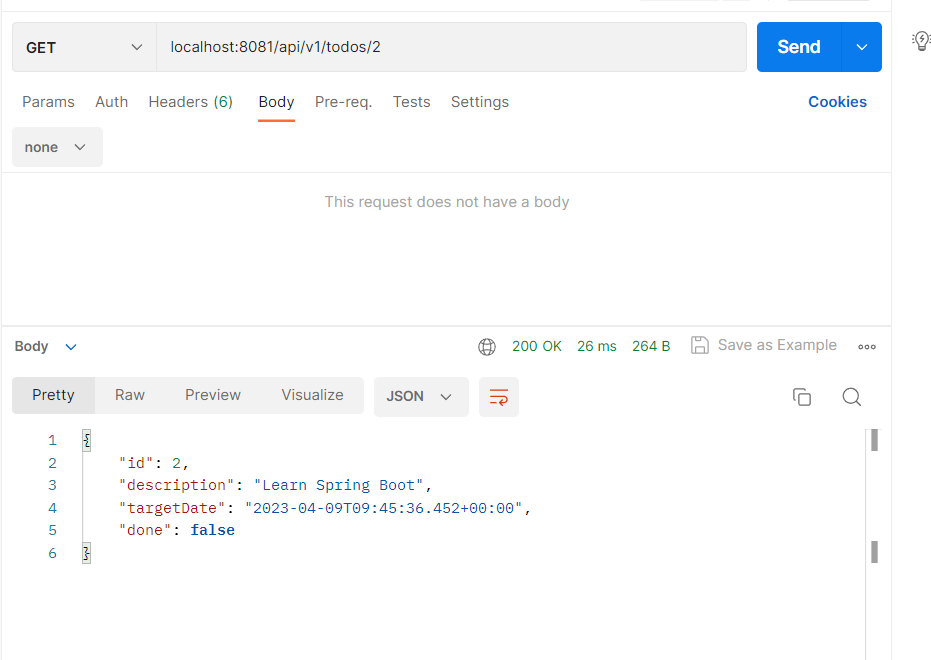 GET localhost:8081/api/v1/todos/2 Send
Params Auth Headers (6) Body Pre-req. Tests Settings Cookies
none
This request does not have a body
Body 200 OK 26 ms 264 B Save as Example
Pretty Raw Preview Visualize JSON
1 {
2 "id": 2,
3 "description": "Learn Spring Boot",
4 "targetDate": "2023-04-09T09:45:36.452+00:00",
5 "done": false
6 }